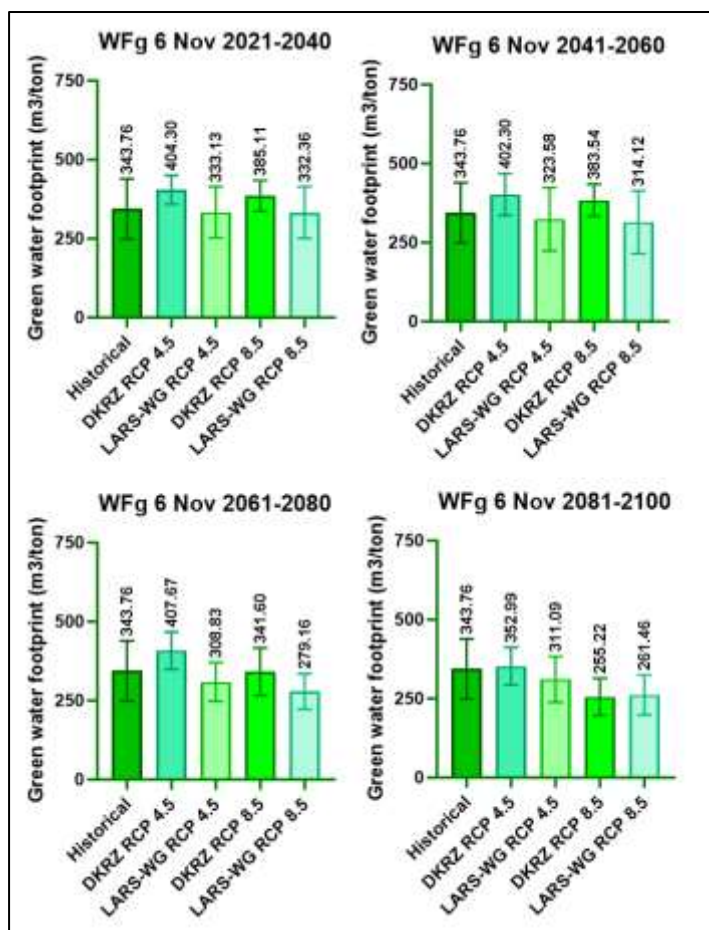 WFg 6 Nov 2021-2040
Green water footprint (m3/ton)
750
500
250
0
343.76
404.30
333.13
385.11
332.36
Historical
DKRZ RCP 4.5
LARS-WG RCP 4.5
DKRZ RCP 8.5
LARS-WG RCP 8.5
WFg 6 Nov 2041-2060
Green water footprint (m3/ton)
750
500
250
0
343.76
402.30
323.58
383.54
314.12
Historical
DKRZ RCP 4.5
LARS-WG RCP 4.5
DKRZ RCP 8.5
LARS-WG RCP 8.5
WFg 6 Nov 2061-2080
Green water footprint (m3/ton)
750
500
250
0
343.76
407.67
308.83
341.60
279.16
Historical
DKRZ RCP 4.5
LARS-WG RCP 4.5
DKRZ RCP 8.5
LARS-WG RCP 8.5
WFg 6 Nov 2081-2100
Green water footprint (m3/ton)
750
500
250
0
343.76
352.99
311.09
255.22
261.46
Historical
DKRZ RCP 4.5
LARS-WG RCP 4.5
DKRZ RCP 8.5
LARS-WG RCP 8.5